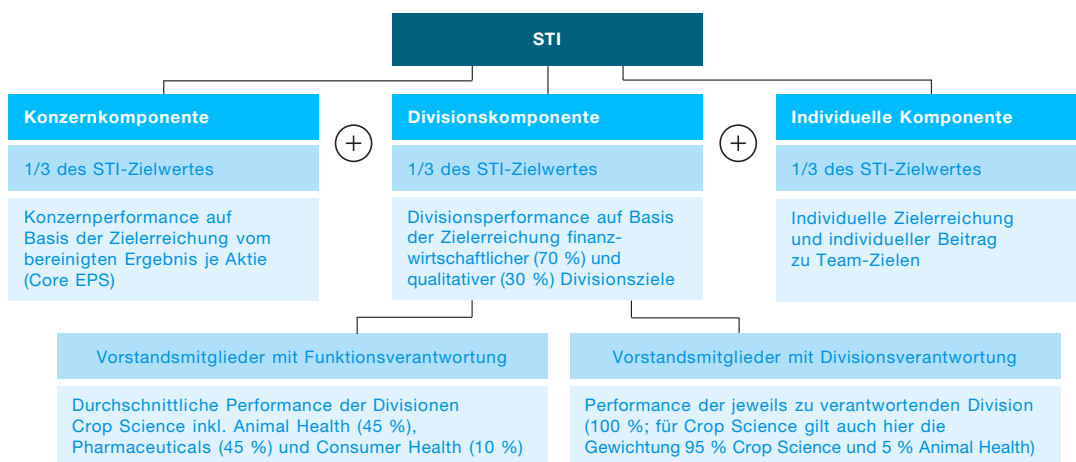 STI
Konzernkomponente
1/3 des STI-Zielwertes
Konzernperformance auf
Basis der Zielerreichung vom
bereinigten Ergebnis je Aktie
(Core EPS)
+
Divisionskomponente
1/3 des STI-Zielwertes
Divisionsperformance auf Basis
der Zielerreichung finanz-
wirtschaftlicher (70 %) und
qualitativer (30 %) Divisionsziele
+
Individuelle Komponente
1/3 des STI-Zielwertes
Individuelle Zielerreichung
und individueller Beitrag
zu Team-Zielen
Vorstandsmitglieder mit Funktionsverantwortung
Durchschnittliche Performance der Divisionen
Crop Science inkl. Animal Health (45 %),
Pharmaceuticals (45 %) und Consumer Health (10 %)
Vorstandsmitglieder mit Divisionsverantwortung
Performance der jeweils zu verantwortenden Division
(100 %; für Crop Science gilt auch hier die
Gewichtung 95 % Crop Science und 5 % Animal Health)